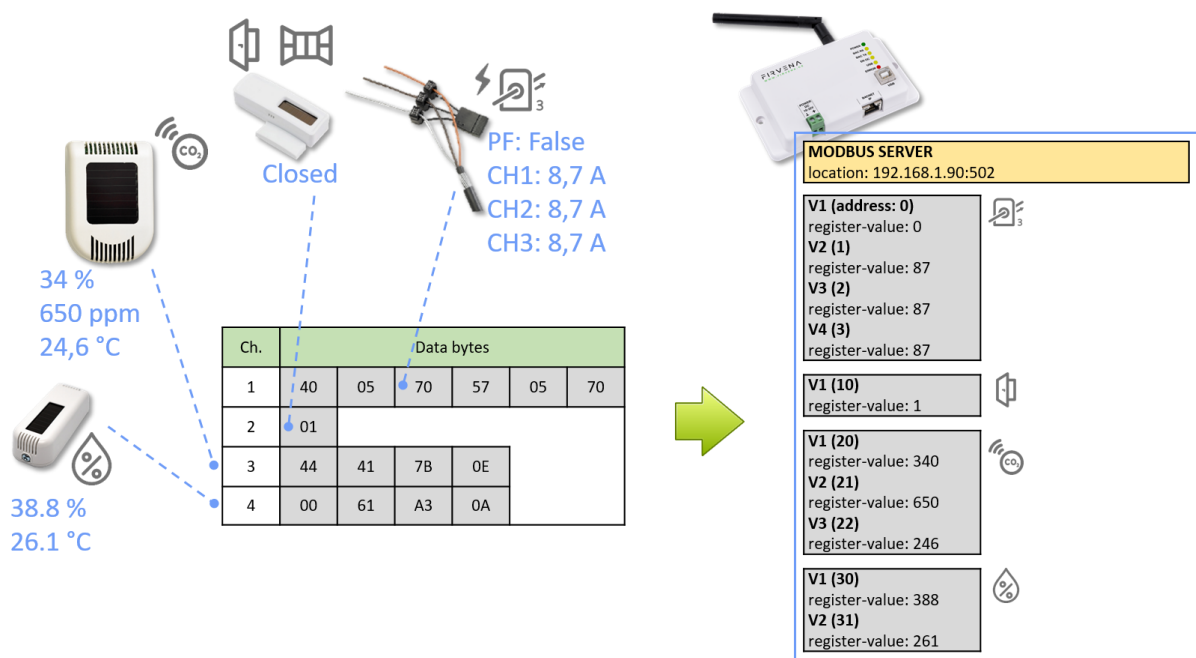 PF: False
CH1: 8,7 A
CH2: 8,7 A
CH3: 8,7 A
3
Closed
CO₂
34 %
650 ppm
24,6 °C
%
38.8 %
26.1 °C
Ch. Data bytes
1 40 05 70 57 05 70
2 01
3 44 41 7B 0E
4 00 61 A3 0A
FIRVENA
MODBUS SERVER
location: 192.168.1.90:502
V1 (address: 0)
register-value: 0
V2 (1)
register-value: 87
V3 (2)
register-value: 87
V4 (3)
register-value: 87
3
V1 (10)
register-value: 1
V1 (20)
register-value: 340
V2 (21)
register-value: 650
V3 (22)
register-value: 246
CO₂
V1 (30)
register-value: 388
V2 (31)
register-value: 261
%